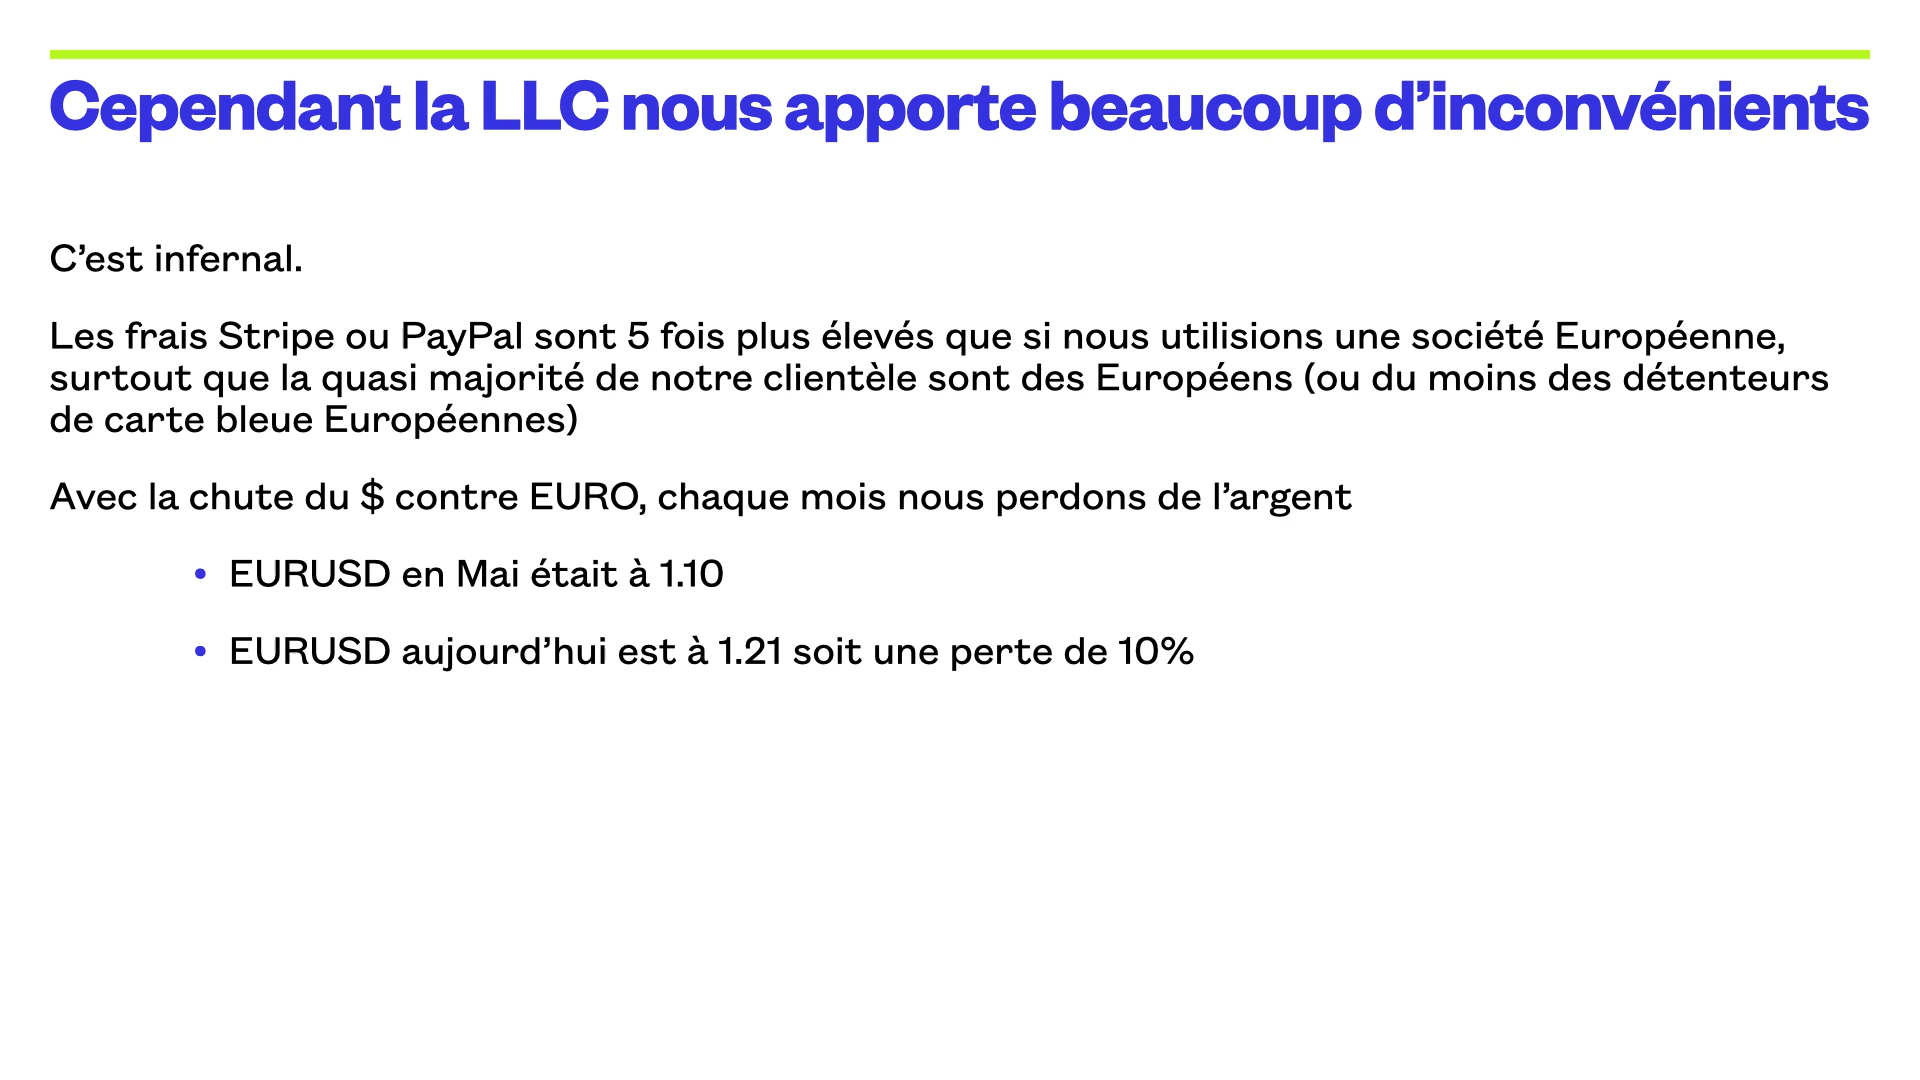 Cependant la LLC nous apporte beaucoup d’inconvénients
C’est infernal.
Les frais Stripe ou PayPal sont 5 fois plus élevés que si nous utilisions une société Européenne,
surtout que la quasi majorité de notre clientèle sont des Européens (ou du moins des détenteurs
de carte bleue Européennes)
Avec la chute du $ contre EURO, chaque mois nous perdons de l’argent
• EURUSD en Mai était à 1.10
• EURUSD aujourd’hui est à 1.21 soit une perte de 10%